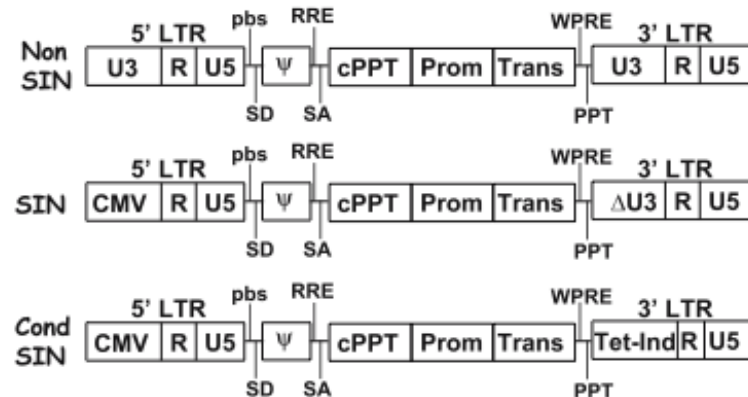 pbs RRE WPRE
5' LTR 3' LTR
Non SIN
U3 R U5 ψ cPPT Prom Trans U3 R U5
SD SA PPT
pbs RRE WPRE
5' LTR 3' LTR
SIN
CMV R U5 ψ cPPT Prom Trans ΔU3 R U5
SD SA PPT
pbs RRE WPRE
5' LTR 3' LTR
Cond SIN
CMV R U5 ψ cPPT Prom Trans Tet-Ind R U5
SD SA PPT